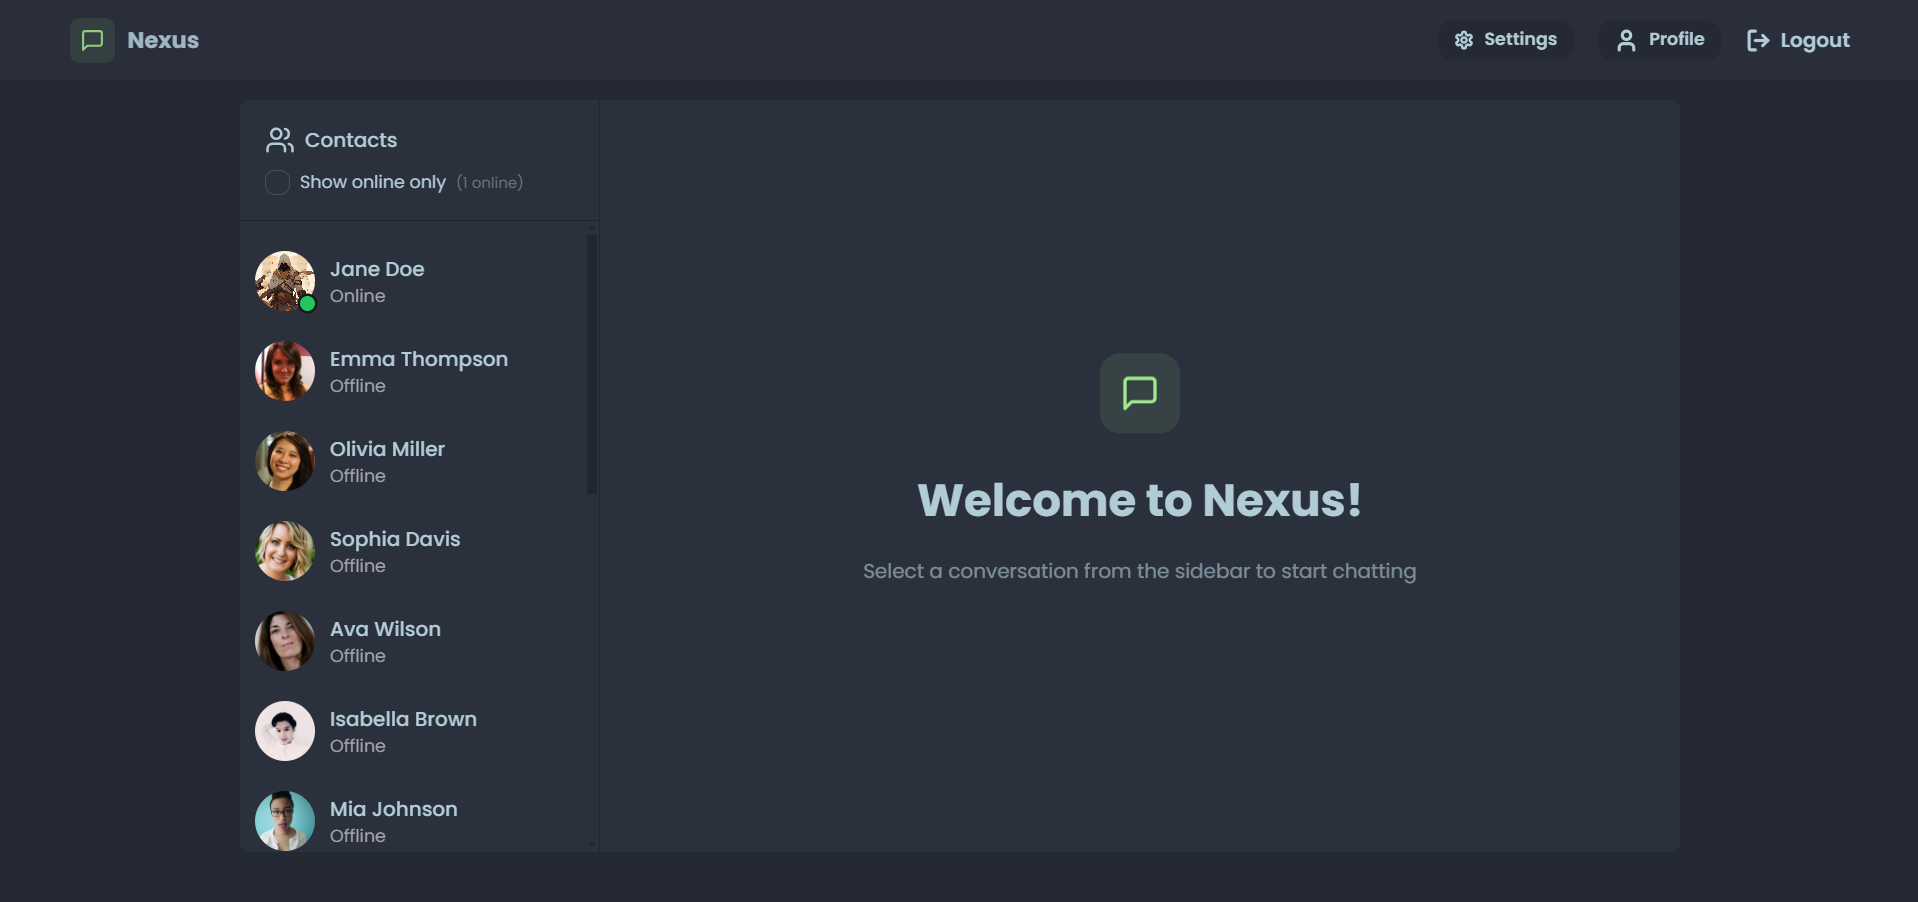 Nexus
Settings
Profile
Logout
Contacts
Show online only (1 online)
Jane Doe
Online
Emma Thompson
Offline
Olivia Miller
Offline
Sophia Davis
Offline
Ava Wilson
Offline
Isabella Brown
Offline
Mia Johnson
Offline
Welcome to Nexus!
Select a conversation from the sidebar to start chatting